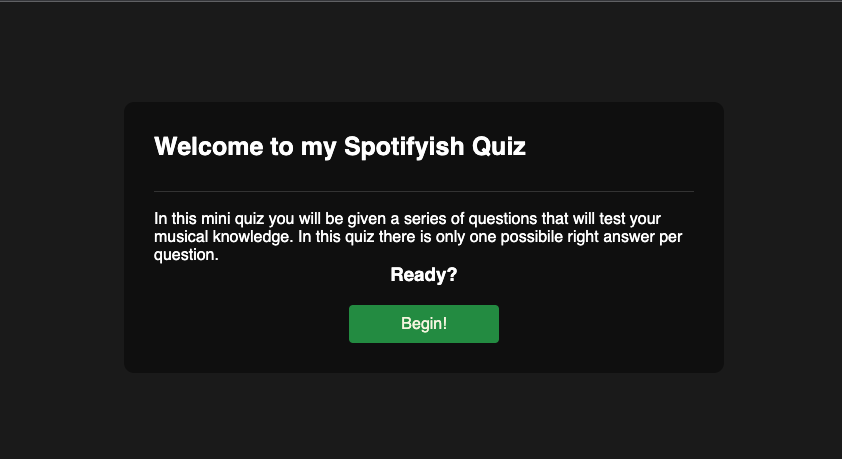 Welcome to my Spotifyish Quiz
In this mini quiz you will be given a series of questions that will test your
musical knowledge. In this quiz there is only one possibile right answer per
question.
Ready?
Begin!